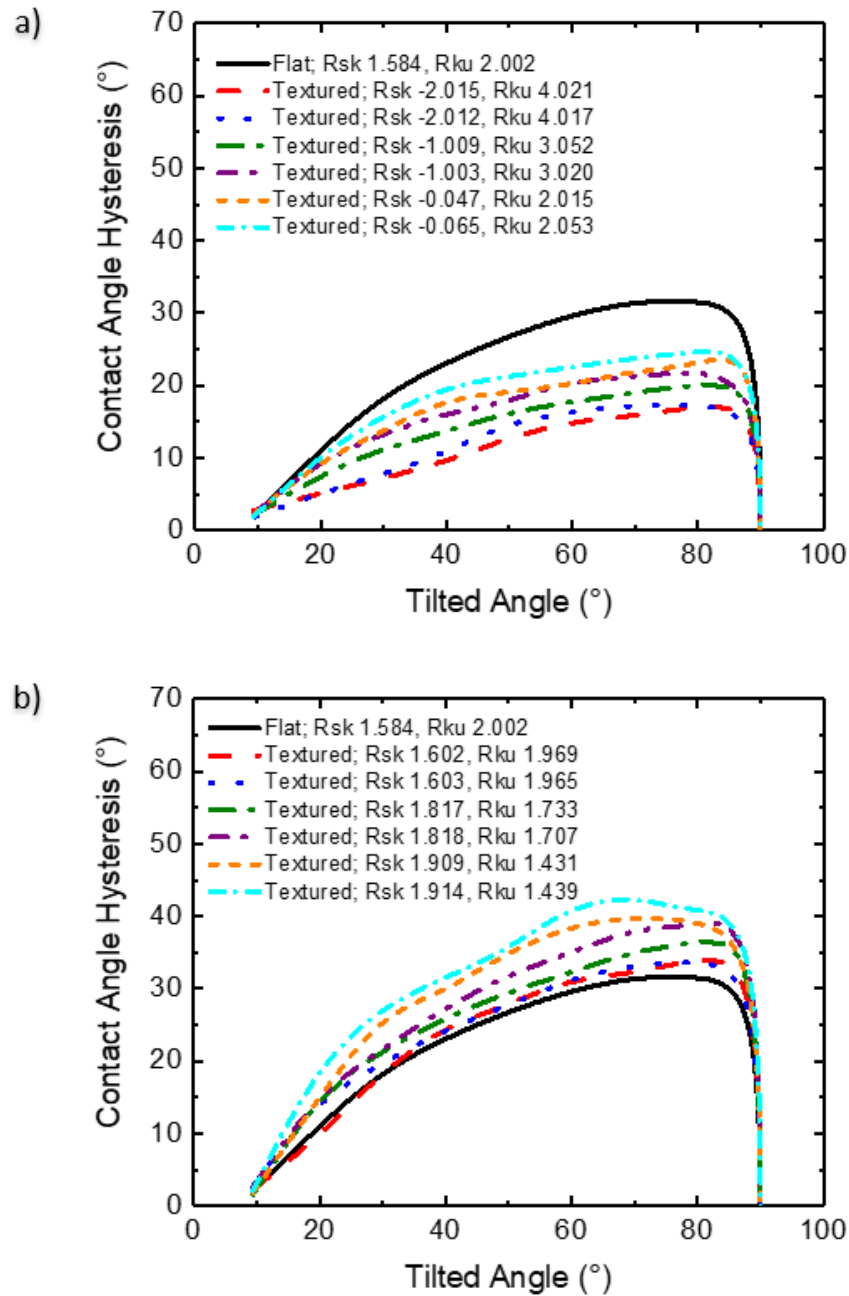 a)
70
60
50
40
30
20
10
0
Contact Angle Hysteresis (°)
Flat; Rsk 1.584, Rku 2.002
Textured; Rsk -2.015, Rku 4.021
Textured; Rsk -2.012, Rku 4.017
Textured; Rsk -1.009, Rku 3.052
Textured; Rsk -1.003, Rku 3.020
Textured; Rsk -0.047, Rku 2.015
Textured; Rsk -0.065, Rku 2.053
0 20 40 60 80 100
Tilted Angle (°)
b)
70
60
50
40
30
20
10
0
Contact Angle Hysteresis (°)
Flat; Rsk 1.584, Rku 2.002
Textured; Rsk 1.602, Rku 1.969
Textured; Rsk 1.603, Rku 1.965
Textured; Rsk 1.817, Rku 1.733
Textured; Rsk 1.818, Rku 1.707
Textured; Rsk 1.909, Rku 1.431
Textured; Rsk 1.914, Rku 1.439
0 20 40 60 80 100
Tilted Angle (°)